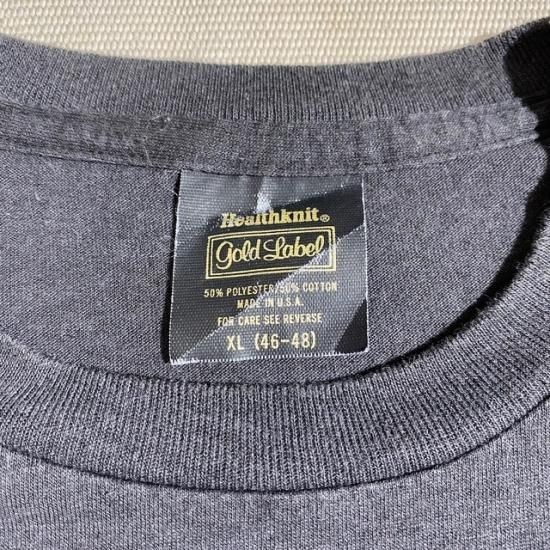 Healthknit®
Gold Label
50% POLYESTER/50% COTTON
MADE IN U.S.A.
FOR CARE SEE REVERSE
XL (46-48)